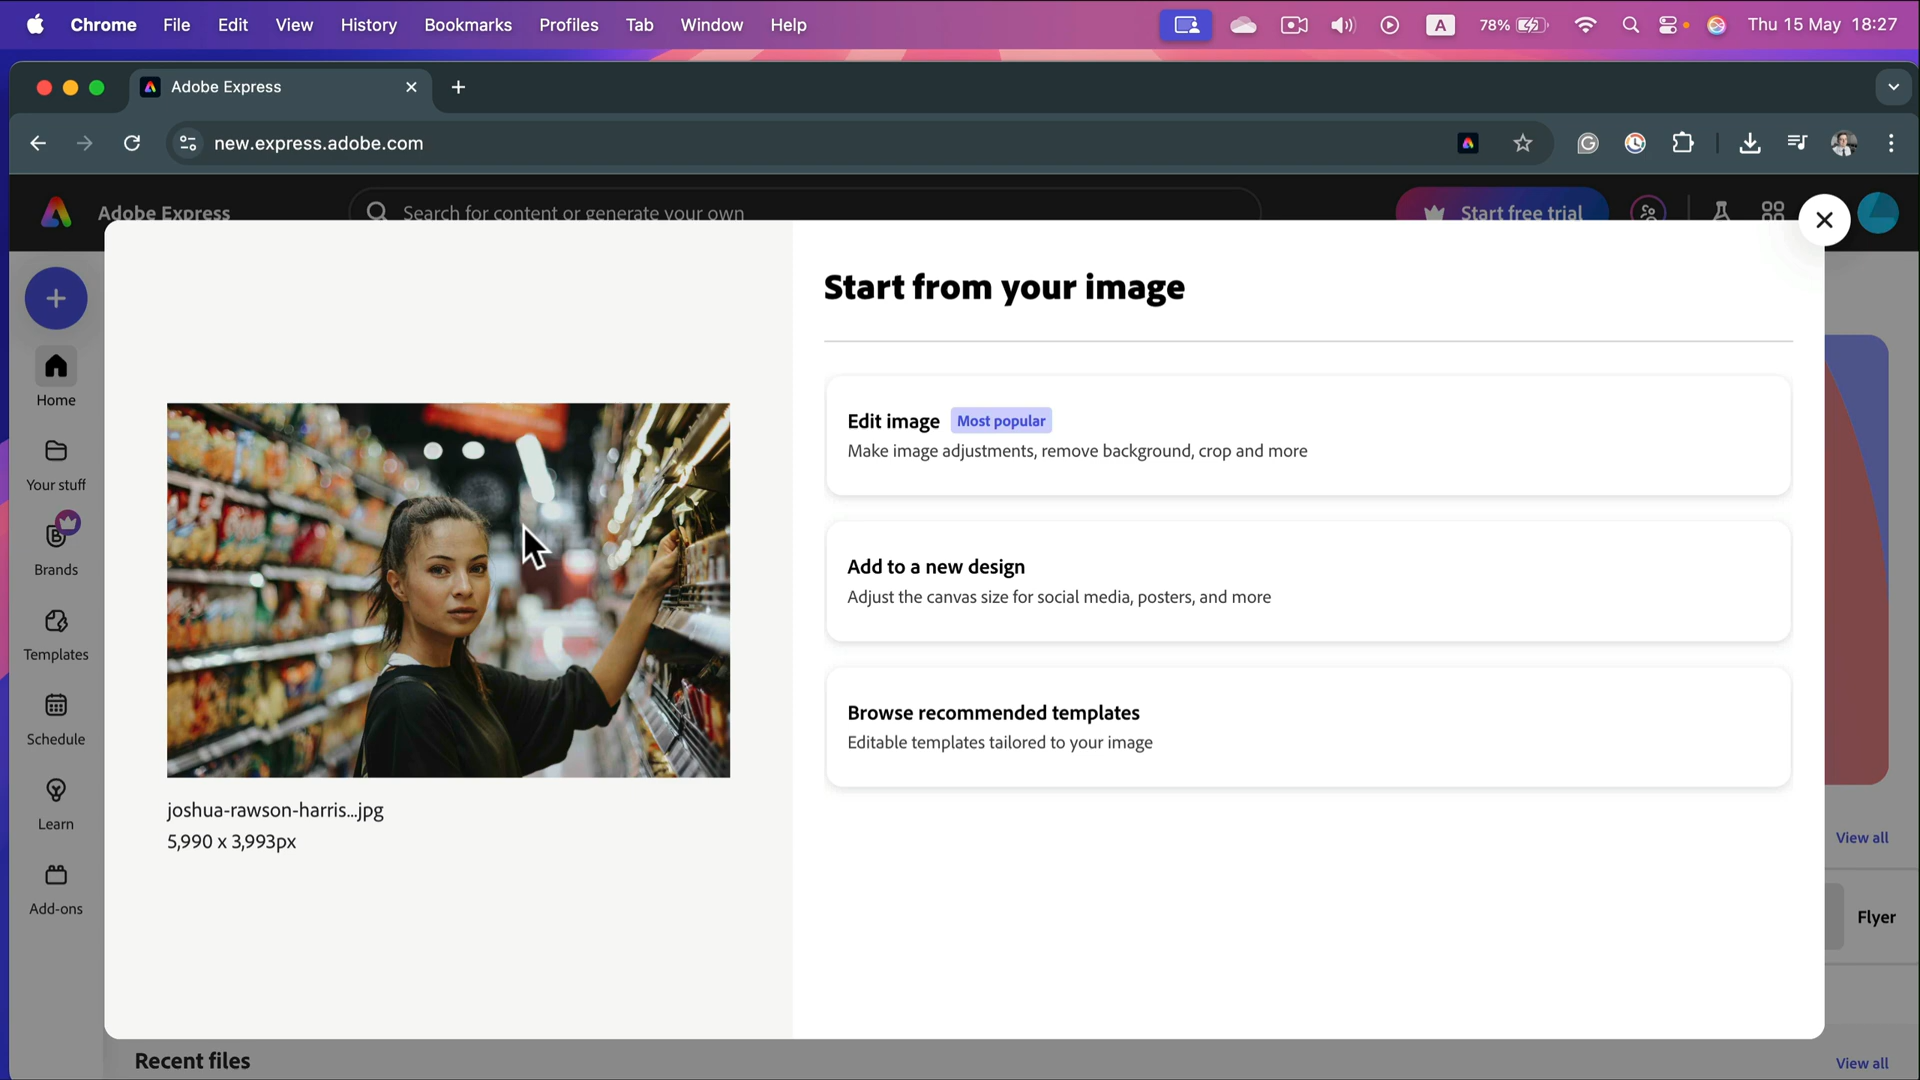 Chrome File Edit View History Bookmarks Profiles Tab Window Help
A 78% Thu 15 May 18:27
Adobe Express
new.express.adobe.com
Adobe Express
Search for content or generate your own
Start free trial
Home
Your stuff
Brands
Templates
Schedule
Learn
Add-ons
joshua-rawson-harris...jpg
5,990 x 3,993px
Start from your image
Edit image Most popular
Make image adjustments, remove background, crop and more
Add to a new design
Adjust the canvas size for social media, posters, and more
Browse recommended templates
Editable templates tailored to your image
View all
Flyer
Recent files
View all